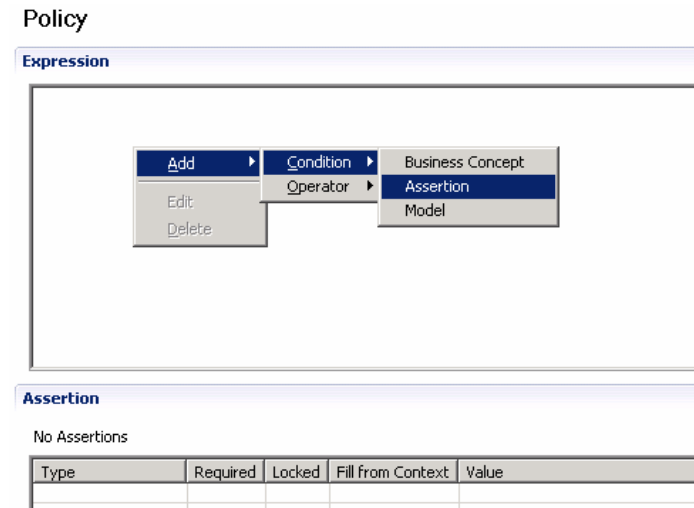 Policy
Expression
Add Condition Business Concept
Operator Assertion
Edit Model
Delete
Assertion
No Assertions
Type Required Locked Fill from Context Value